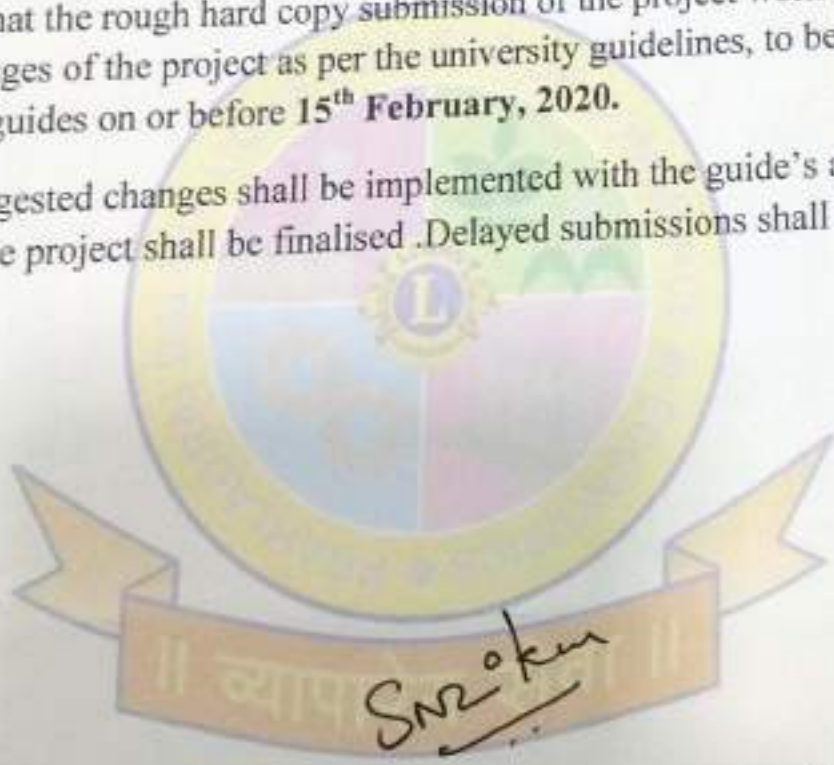 hat the rough hard copy submission of the project
ges of the project as per the university guidelines, to be
guides on or before 15th February, 2020.
gested changes shall be implemented with the guide's a
e project shall be finalised .Delayed submissions shall
L